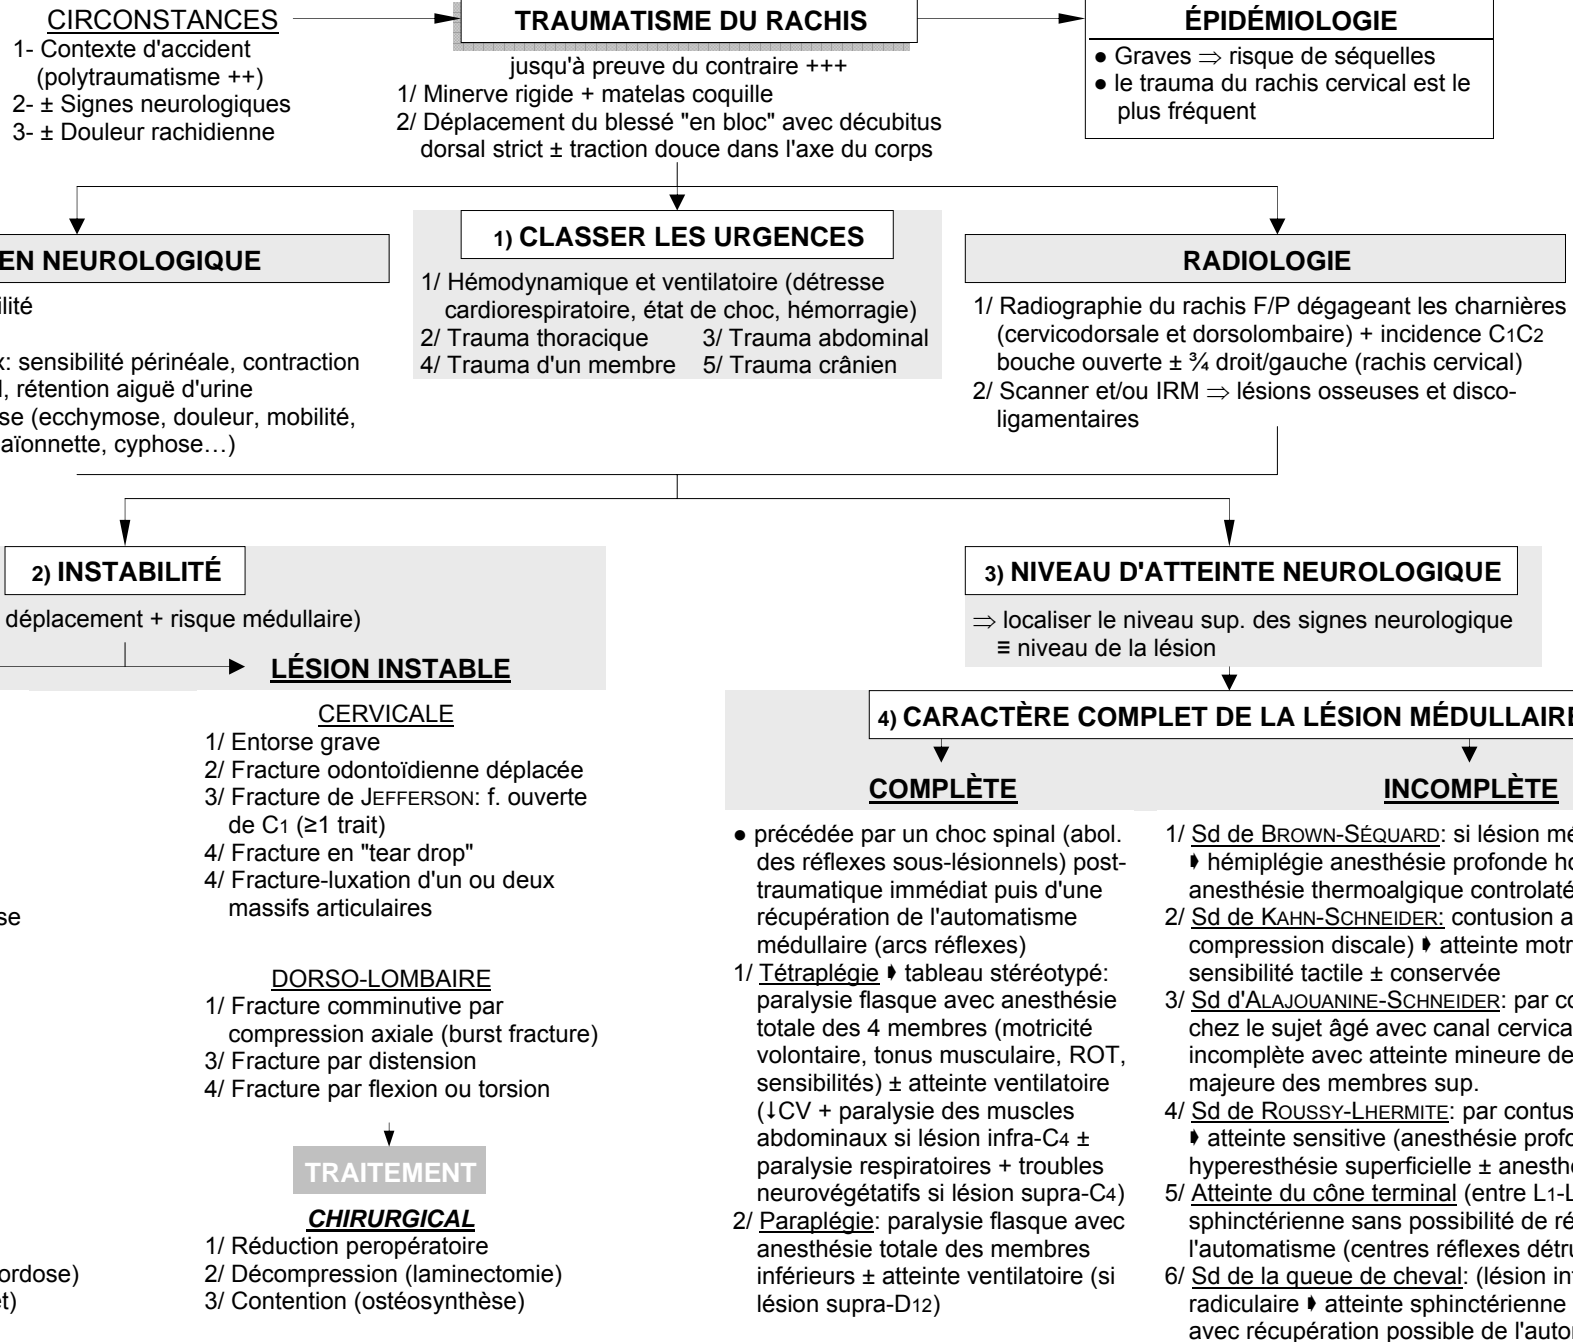 CIRCONSTANCES
1- Contexte d'accident
(polytraumatisme ++)
2- ± Signes neurologiques
3- ± Douleur rachidienne
TRAUMATISME DU RACHIS
jusqu'à preuve du contraire +++
1/ Minerve rigide + matelas coquille
2/ Déplacement du blessé "en bloc" avec décubitus
dorsal strict ± traction douce dans l'axe du corps
ÉPIDÉMIOLOGIE
● Graves ⇒ risque de séquelles
● le trauma du rachis cervical est le
plus fréquent
EN NEUROLOGIQUE
ilité
x: sensibilité périnéale, contraction
l, rétention aiguë d'urine
se (ecchymose, douleur, mobilité,
aïonnette, cyphose…)
1) CLASSER LES URGENCES
1/ Hémodynamique et ventilatoire (détresse
cardiorespiratoire, état de choc, hémorragie)
2/ Trauma thoracique 3/ Trauma abdominal
4/ Trauma d'un membre 5/ Trauma crânien
RADIOLOGIE
1/ Radiographie du rachis F/P dégageant les charnières
(cervicodorsale et dorsolombaire) + incidence C1C2
bouche ouverte ± ¾ droit/gauche (rachis cervical)
2/ Scanner et/ou IRM ⇒ lésions osseuses et disco-
ligamentaires
2) INSTABILITÉ
déplacement + risque médullaire)
LÉSION INSTABLE
CERVICALE
1/ Entorse grave
2/ Fracture odontoïdienne déplacée
3/ Fracture de JEFFERSON: f. ouverte
de C1 (≥1 trait)
4/ Fracture en "tear drop"
4/ Fracture-luxation d'un ou deux
massifs articulaires
se
DORSO-LOMBAIRE
1/ Fracture comminutive par
compression axiale (burst fracture)
3/ Fracture par distension
4/ Fracture par flexion ou torsion
TRAITEMENT
CHIRURGICAL
1/ Réduction peropératoire
2/ Décompression (laminectomie)
3/ Contention (ostéosynthèse)
ordose)
t)
3) NIVEAU D'ATTEINTE NEUROLOGIQUE
⇒ localiser le niveau sup. des signes neurologique
≡ niveau de la lésion
4) CARACTÈRE COMPLET DE LA LÉSION MÉDULLAIRE
COMPLÈTE
● précédée par un choc spinal (abol.
des réflexes sous-lésionnels) post-
traumatique immédiat puis d'une
récupération de l'automatisme
médullaire (arcs réflexes)
1/ Tétraplégie ➧ tableau stéréotypé:
paralysie flasque avec anesthésie
totale des 4 membres (motricité
volontaire, tonus musculaire, ROT,
sensibilités) ± atteinte ventilatoire
(↓CV + paralysie des muscles
abdominaux si lésion infra-C4 ±
paralysie respiratoires + troubles
neurovégétatifs si lésion supra-C4)
2/ Paraplégie: paralysie flasque avec
anesthésie totale des membres
inférieurs ± atteinte ventilatoire (si
lésion supra-D12)
INCOMPLÈTE
1/ Sd de BROWN-SÉQUARD: si lésion mé
➧ hémiplégie anesthésie profonde ho
anesthésie thermoalgique controlaté
2/ Sd de KAHN-SCHNEIDER: contusion a
compression discale) ➧ atteinte motr
sensibilité tactile ± conservée
3/ Sd d'ALAJOUANINE-SCHNEIDER: par co
chez le sujet âgé avec canal cervica
incomplète avec atteinte mineure de
majeure des membres sup.
4/ Sd de ROUSSY-LHERMITE: par contus
➧ atteinte sensitive (anesthésie profo
hyperesthésie superficielle ± anesthé
5/ Atteinte du cône terminal (entre L1-L
sphinctérienne sans possibilité de ré
l'automatisme (centres réflexes détru
6/ Sd de la queue de cheval: (lésion inf
radiculaire ➧ atteinte sphinctérienne
avec récupération possible de l'autor